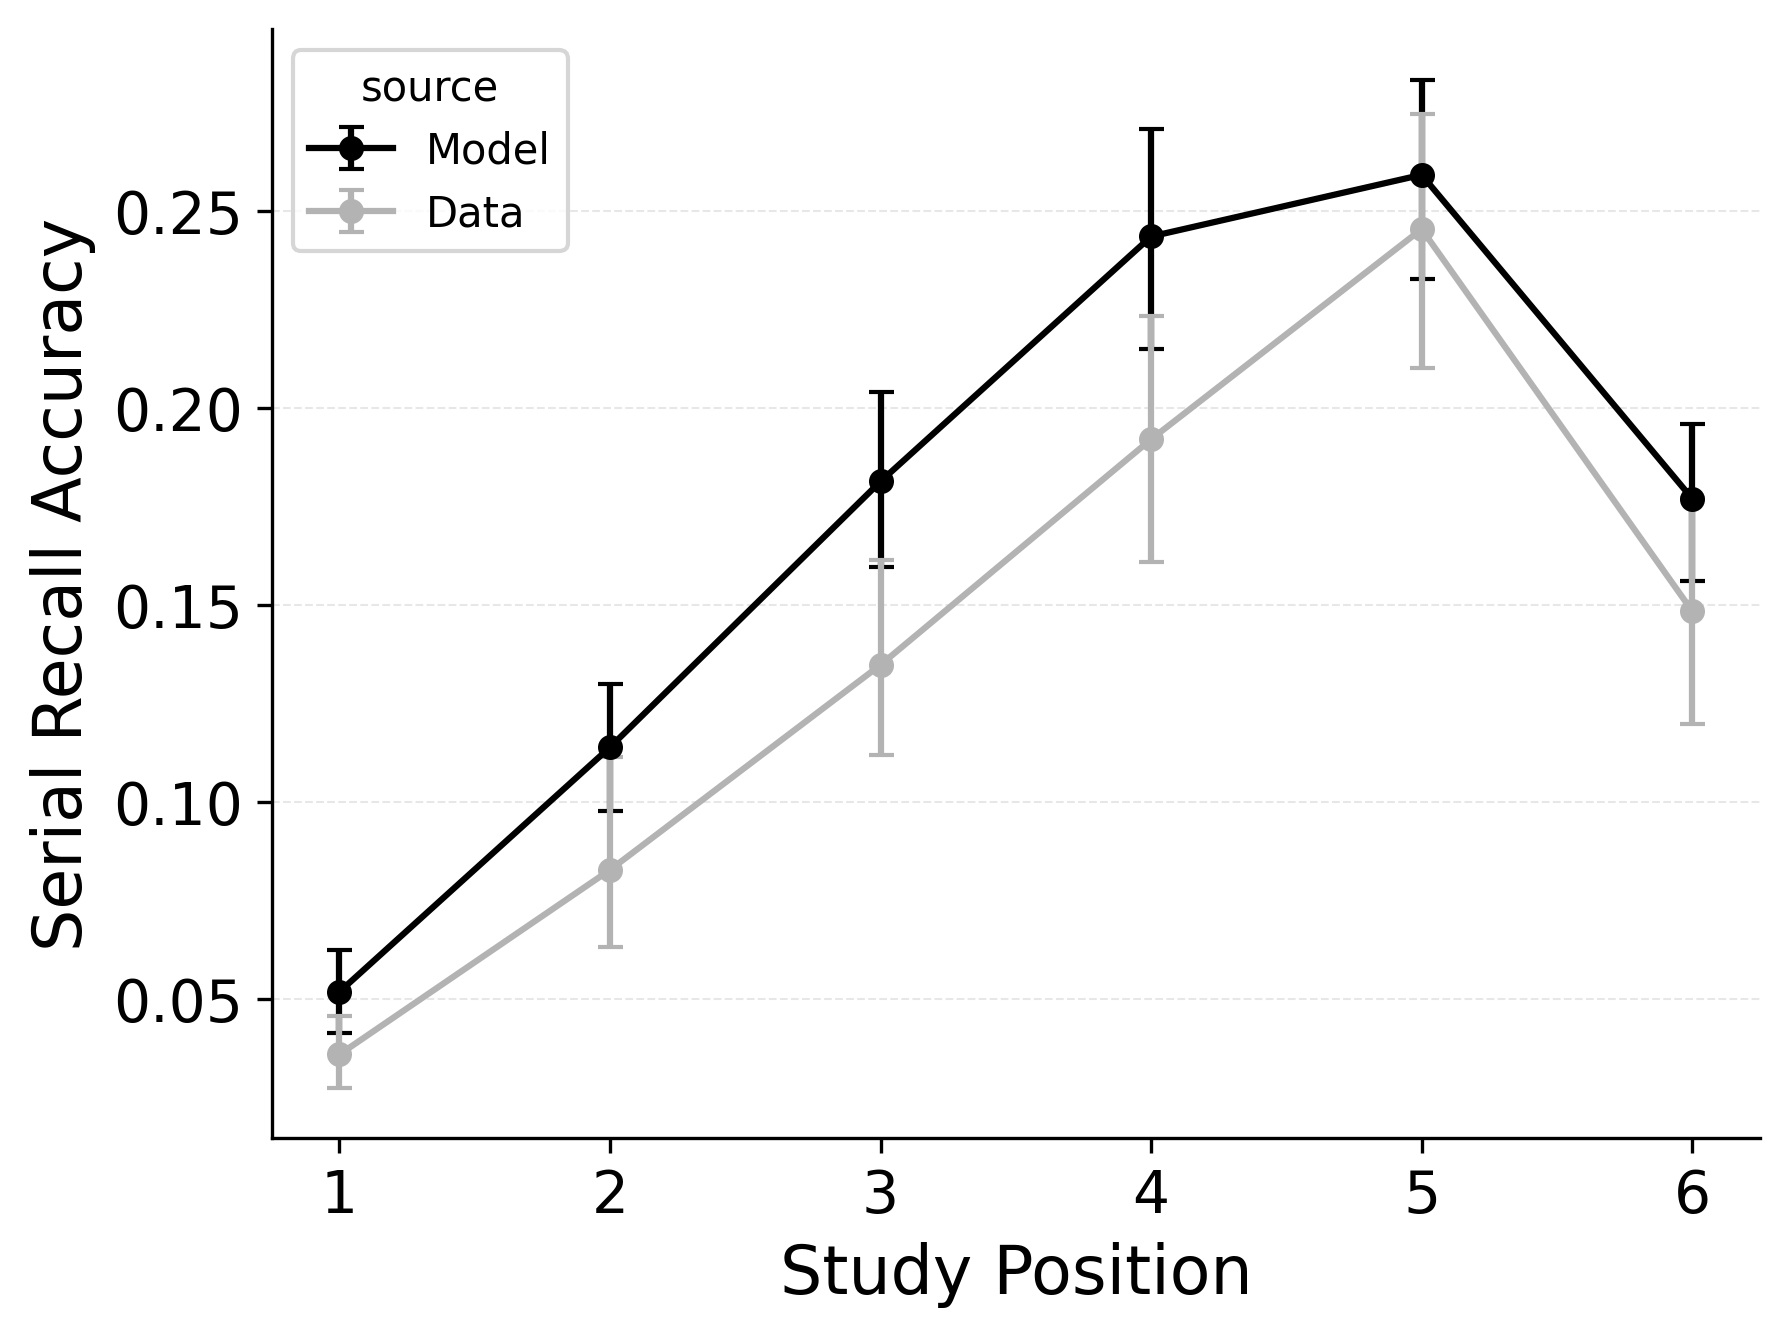 source
Model
Data
Serial Recall Accuracy
0.25
0.20
0.15
0.10
0.05
1 2 3 4 5 6
Study Position